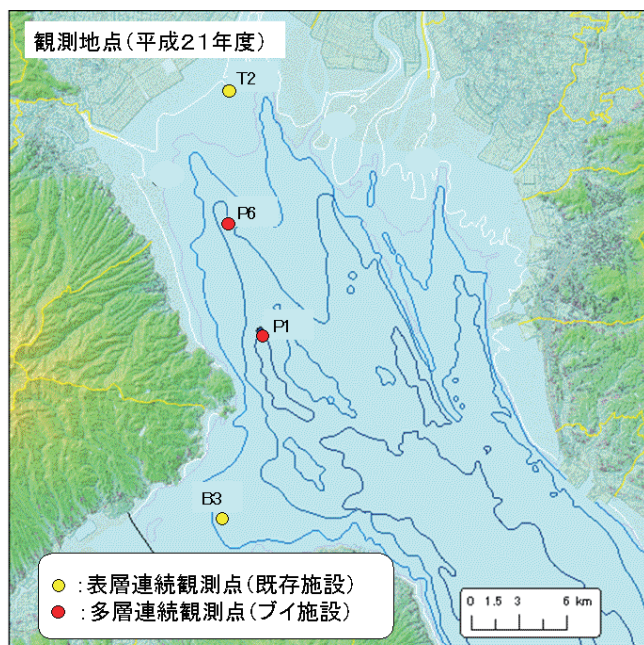 観測地点(平成21年度)
T2
P6
P1
B3
:表層連続観測点(既存施設)
:多層連続観測点(ブイ施設)
0 1.5 3 6 km